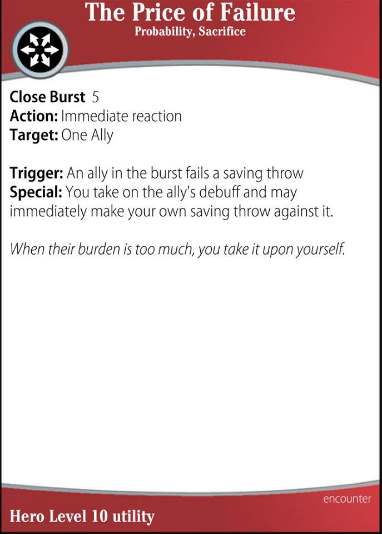 The Price of Failure
Probability, Sacrifice
Close Burst 5
Action: Immediate reaction
Target: One Ally
Trigger: An ally in the burst fails a saving throw
Special: You take on the ally's debuff and may
immediately make your own saving throw against it.
When their burden is too much, you take it upon yourself.
encounter
Hero Level 10 utility